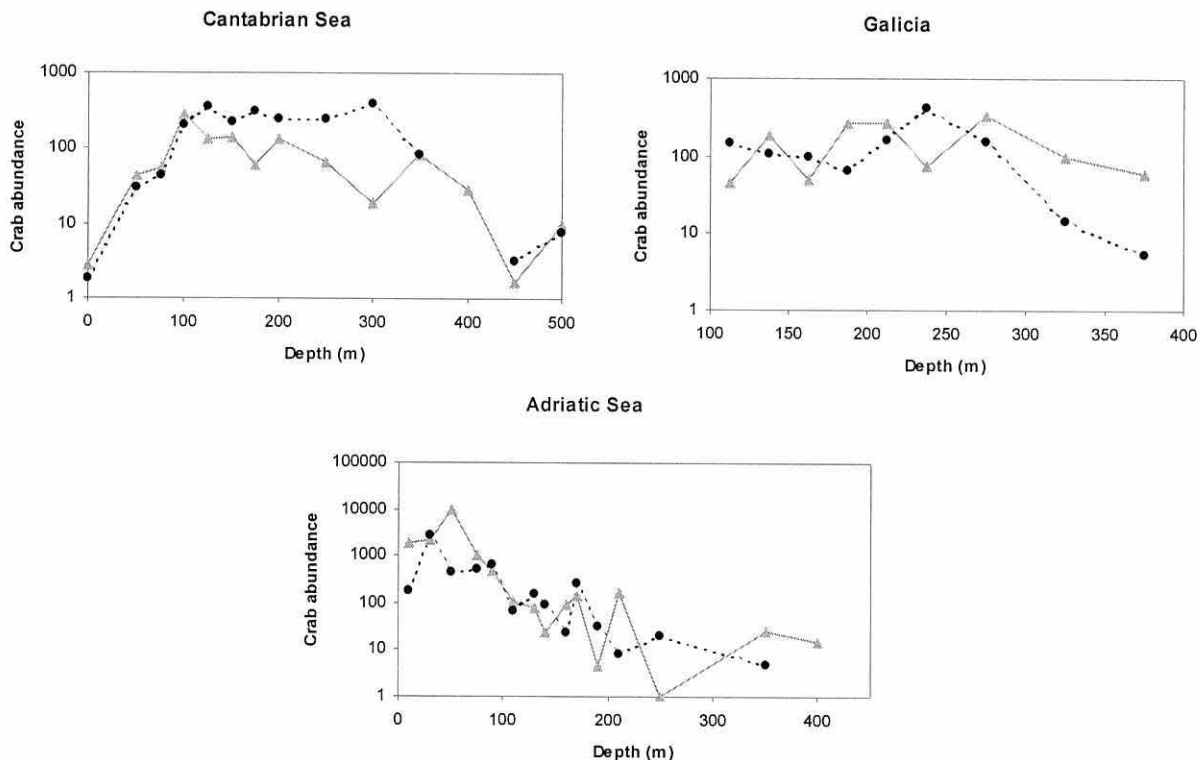 Cantabrian Sea
1000
100
10
1
Crab abundance
0 100 200 300 400 500
Depth (m)
Galicia
1000
100
10
1
Crab abundance
100 150 200 250 300 350 400
Depth (m)
Adriatic Sea
100000
10000
1000
100
10
1
Crab abundance
0 100 200 300 400
Depth (m)